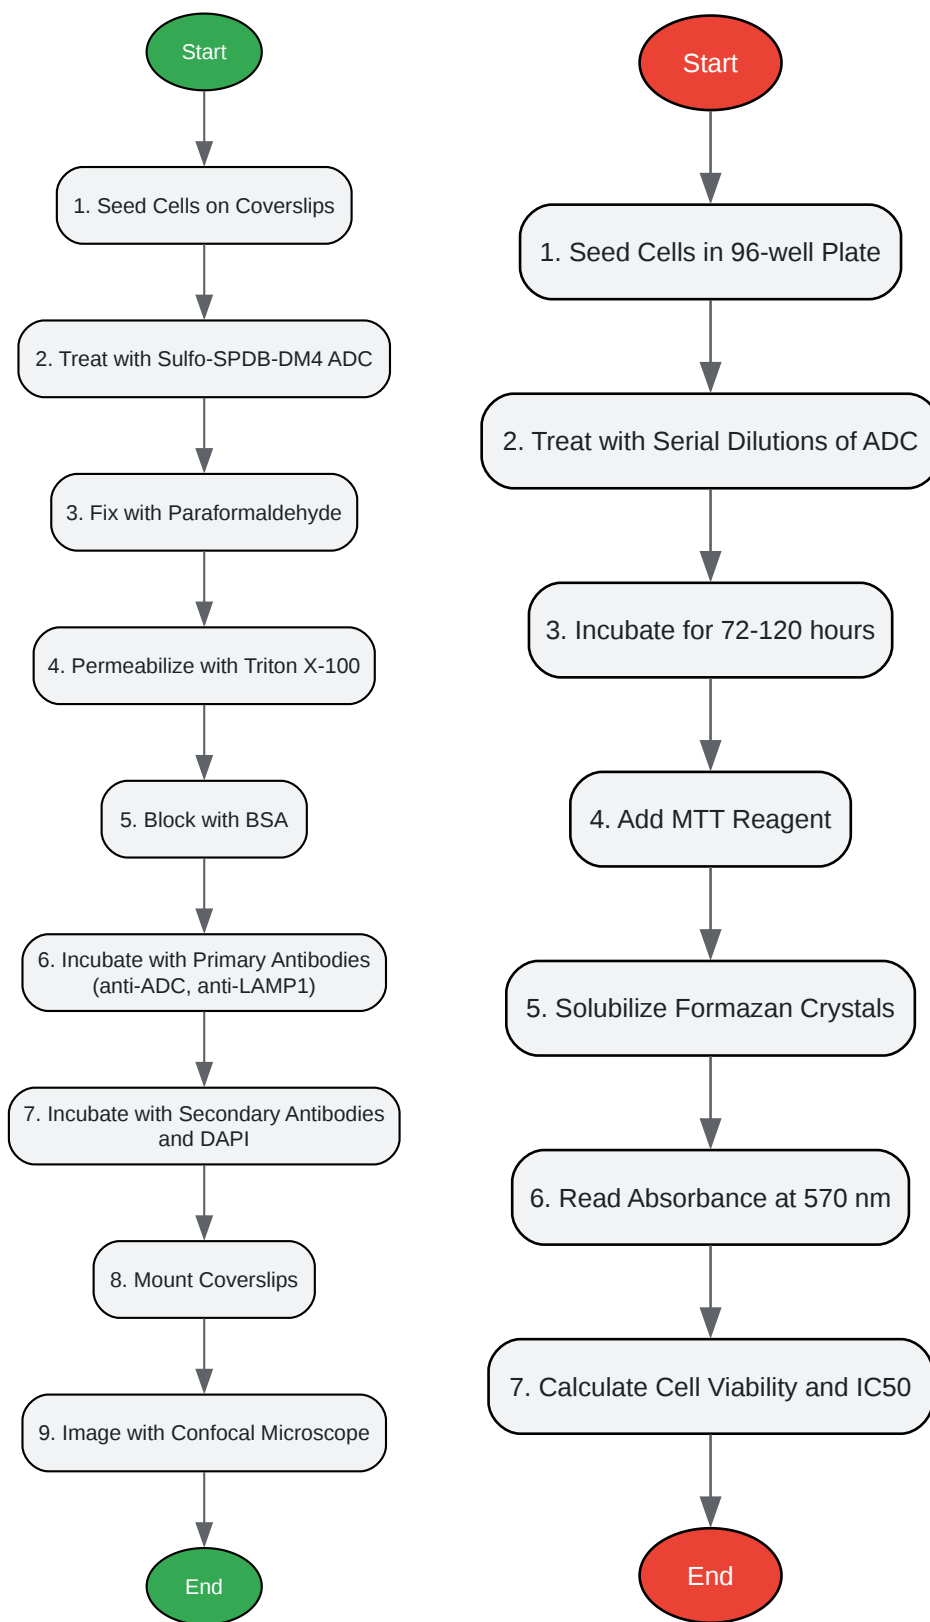 Start
1. Seed Cells on Coverslips
2. Treat with Sulfo-SPDB-DM4 ADC
3. Fix with Paraformaldehyde
4. Permeabilize with Triton X-100
5. Block with BSA
6. Incubate with Primary Antibodies
(anti-ADC, anti-LAMP1)
7. Incubate with Secondary Antibodies
and DAPI
8. Mount Coverslips
9. Image with Confocal Microscope
End
Start
1. Seed Cells in 96-well Plate
2. Treat with Serial Dilutions of ADC
3. Incubate for 72-120 hours
4. Add MTT Reagent
5. Solubilize Formazan Crystals
6. Read Absorbance at 570 nm
7. Calculate Cell Viability and IC50
End